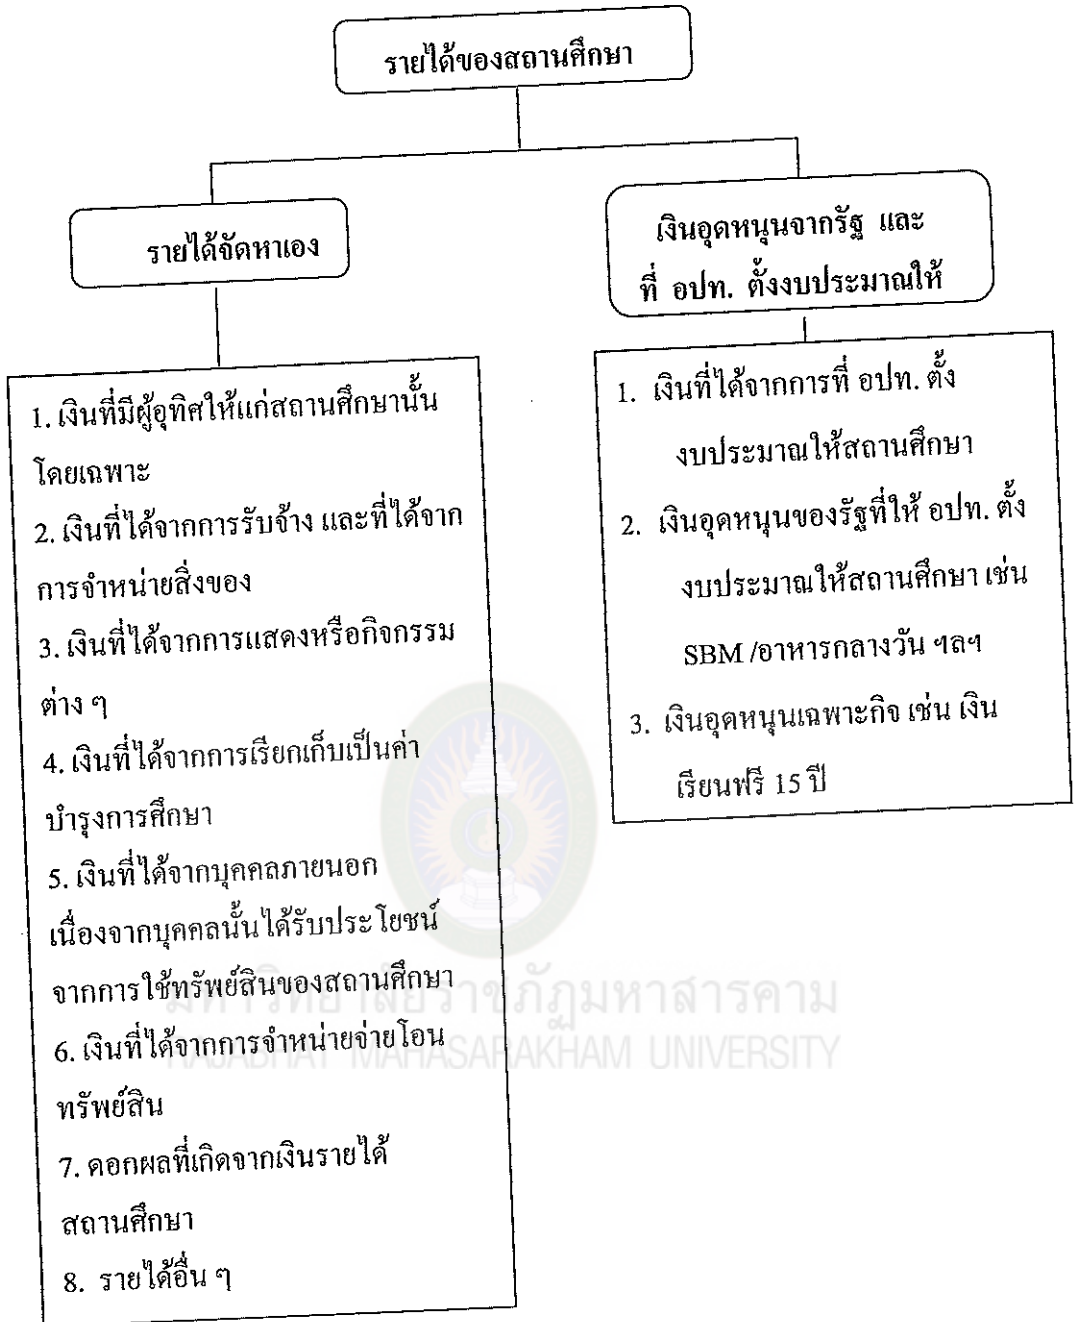 รายได้ของสถานศึกษา
รายได้จัดหาเอง
เงินอุดหนุนจากรัฐ และ
ที่ อปท. ตั้งงบประมาณให้
1. เงินที่มีผู้อุทิศให้แก่สถานศึกษานั้น
โดยเฉพาะ
2. เงินที่ได้จากการรับจ้าง และที่ได้จาก
การจำหน่ายสิ่งของ
3. เงินที่ได้จากการแสดงหรือกิจกรรม
ต่าง ๆ
4. เงินที่ได้จากการเรียกเก็บเป็นค่า
บำรุงการศึกษา
5. เงินที่ได้จากบุคคลภายนอก
เนื่องจากบุคคลนั้นได้รับประโยชน์
จากการใช้ทรัพย์สินของสถานศึกษา
6. เงินที่ได้จากการจำหน่ายจ่ายโอน
ทรัพย์สิน
7. ดอกผลที่เกิดจากเงินรายได้
สถานศึกษา
8. รายได้อื่น ๆ
1. เงินที่ได้จากการที่ อปท. ตั้ง
งบประมาณให้สถานศึกษา
2. เงินอุดหนุนของรัฐที่ให้ อปท. ตั้ง
งบประมาณให้สถานศึกษา เช่น
SBM /อาหารกลางวัน ฯลฯ
3. เงินอุดหนุนเฉพาะกิจ เช่น เงิน
เรียนฟรี 15 ปี
มหาวิทยาลัยราชภัฏมหาสารคาม
RAJABHAT MAHASARAKHAM UNIVERSITY